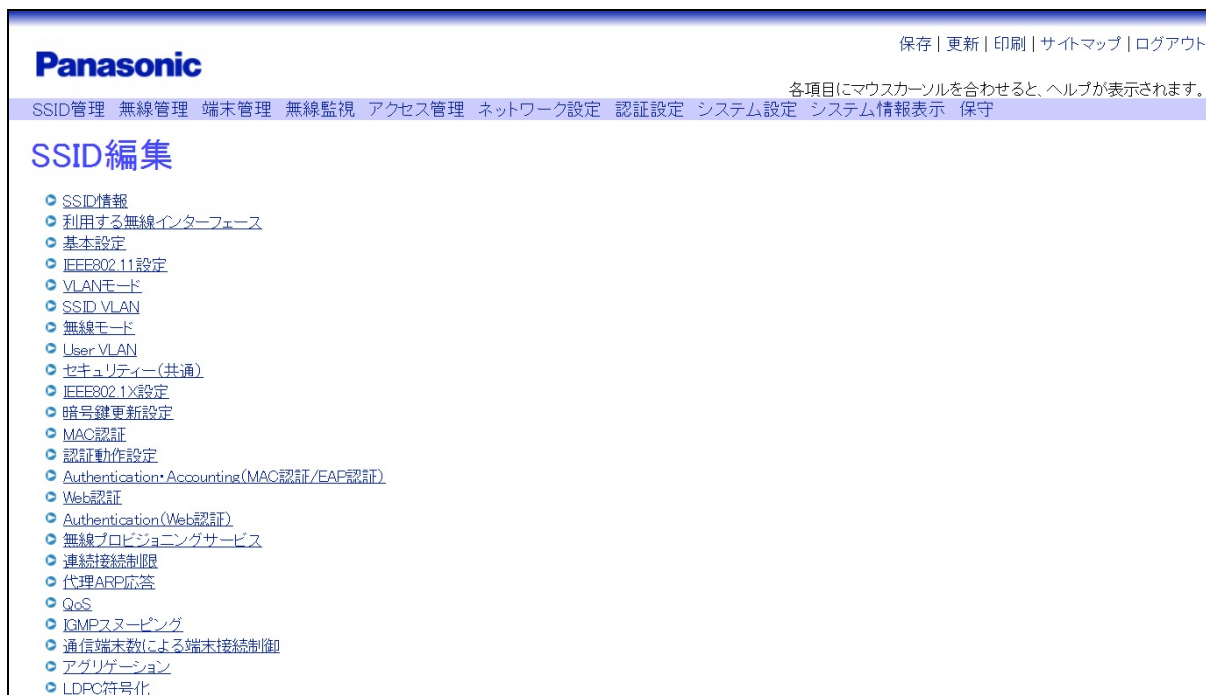 保存 | 更新 | 印刷 | サイトマップ | ログアウト
Panasonic
各項目にマウスカーソルを合わせると、ヘルプが表示されます。
SSID管理 無線管理 端末管理 無線監視 アクセス管理 ネットワーク設定 認証設定 システム設定 システム情報表示 保守
SSID編集
SSID情報
利用する無線インターフェース
基本設定
IEEE802.11設定
VLANモード
SSID VLAN
無線モード
User VLAN
セキュリティー(共通)
IEEE802.1X設定
暗号鍵更新設定
MAC認証
認証動作設定
Authentication・Accounting(MAC認証/EAP認証)
Web認証
Authentication(Web認証)
無線プロビジョニングサービス
連続接続制限
代理ARP応答
QoS
IGMPスヌーピング
通信端末数による端末接続制御
アグリゲーション
LDPC符号化